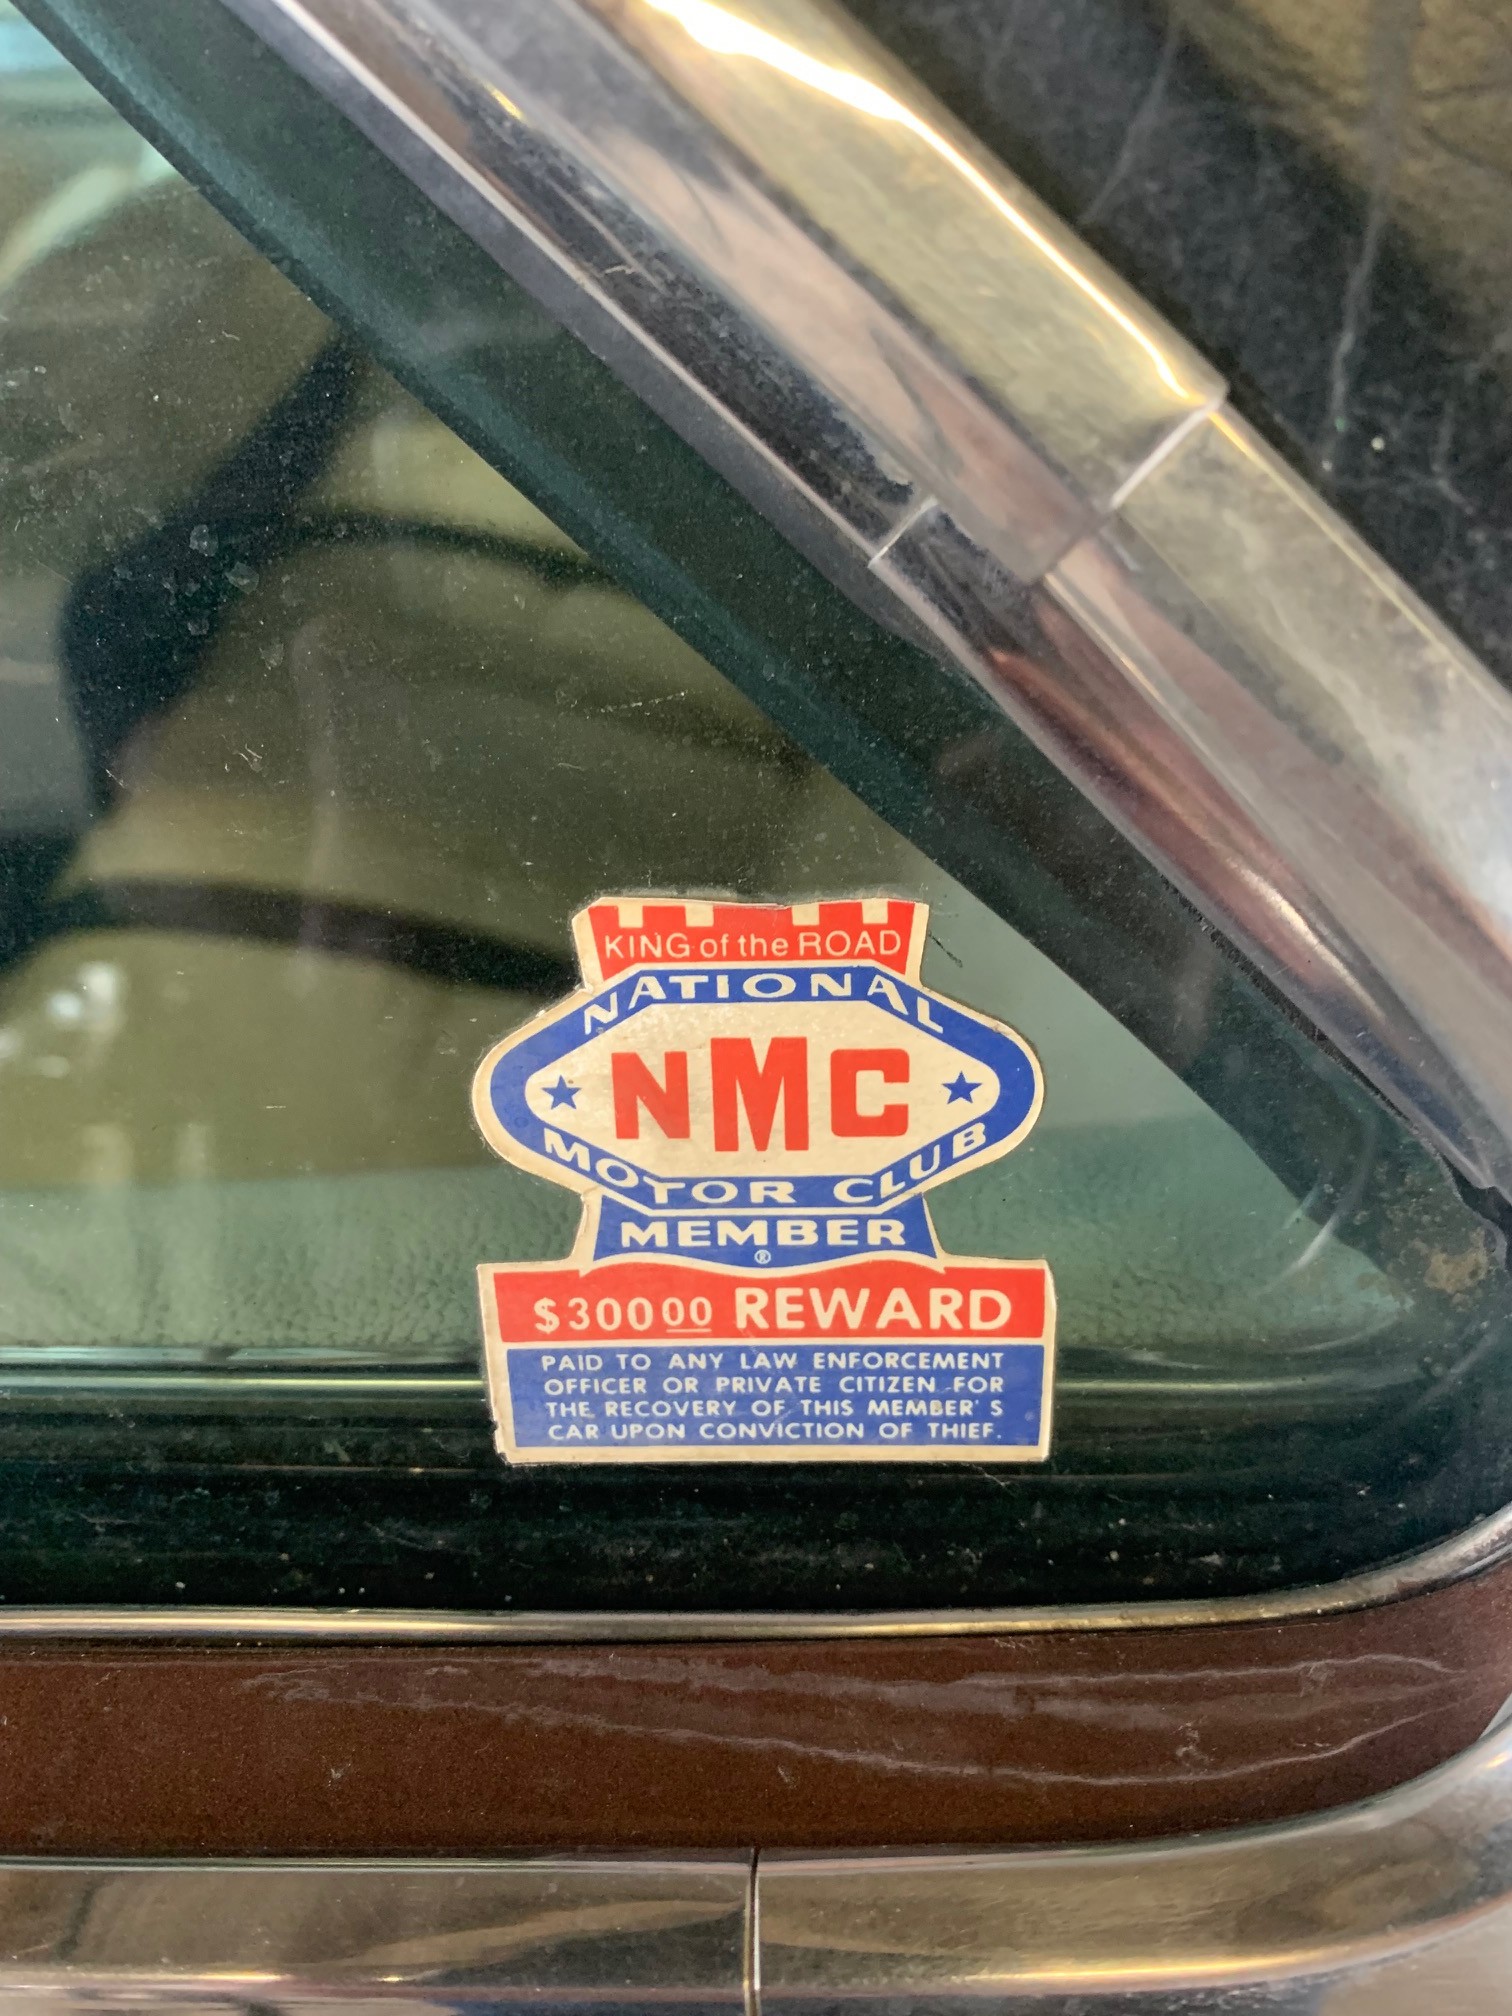 KING of the ROAD
NATIONAL
NMC
MOTOR CLUB
MEMBER
®
$30000 REWARD
PAID TO ANY LAW ENFORCEMENT
OFFICER OR PRIVATE CITIZEN FOR
THE RECOVERY OF THIS MEMBER'S
CAR UPON CONVICTION OF THIEF.